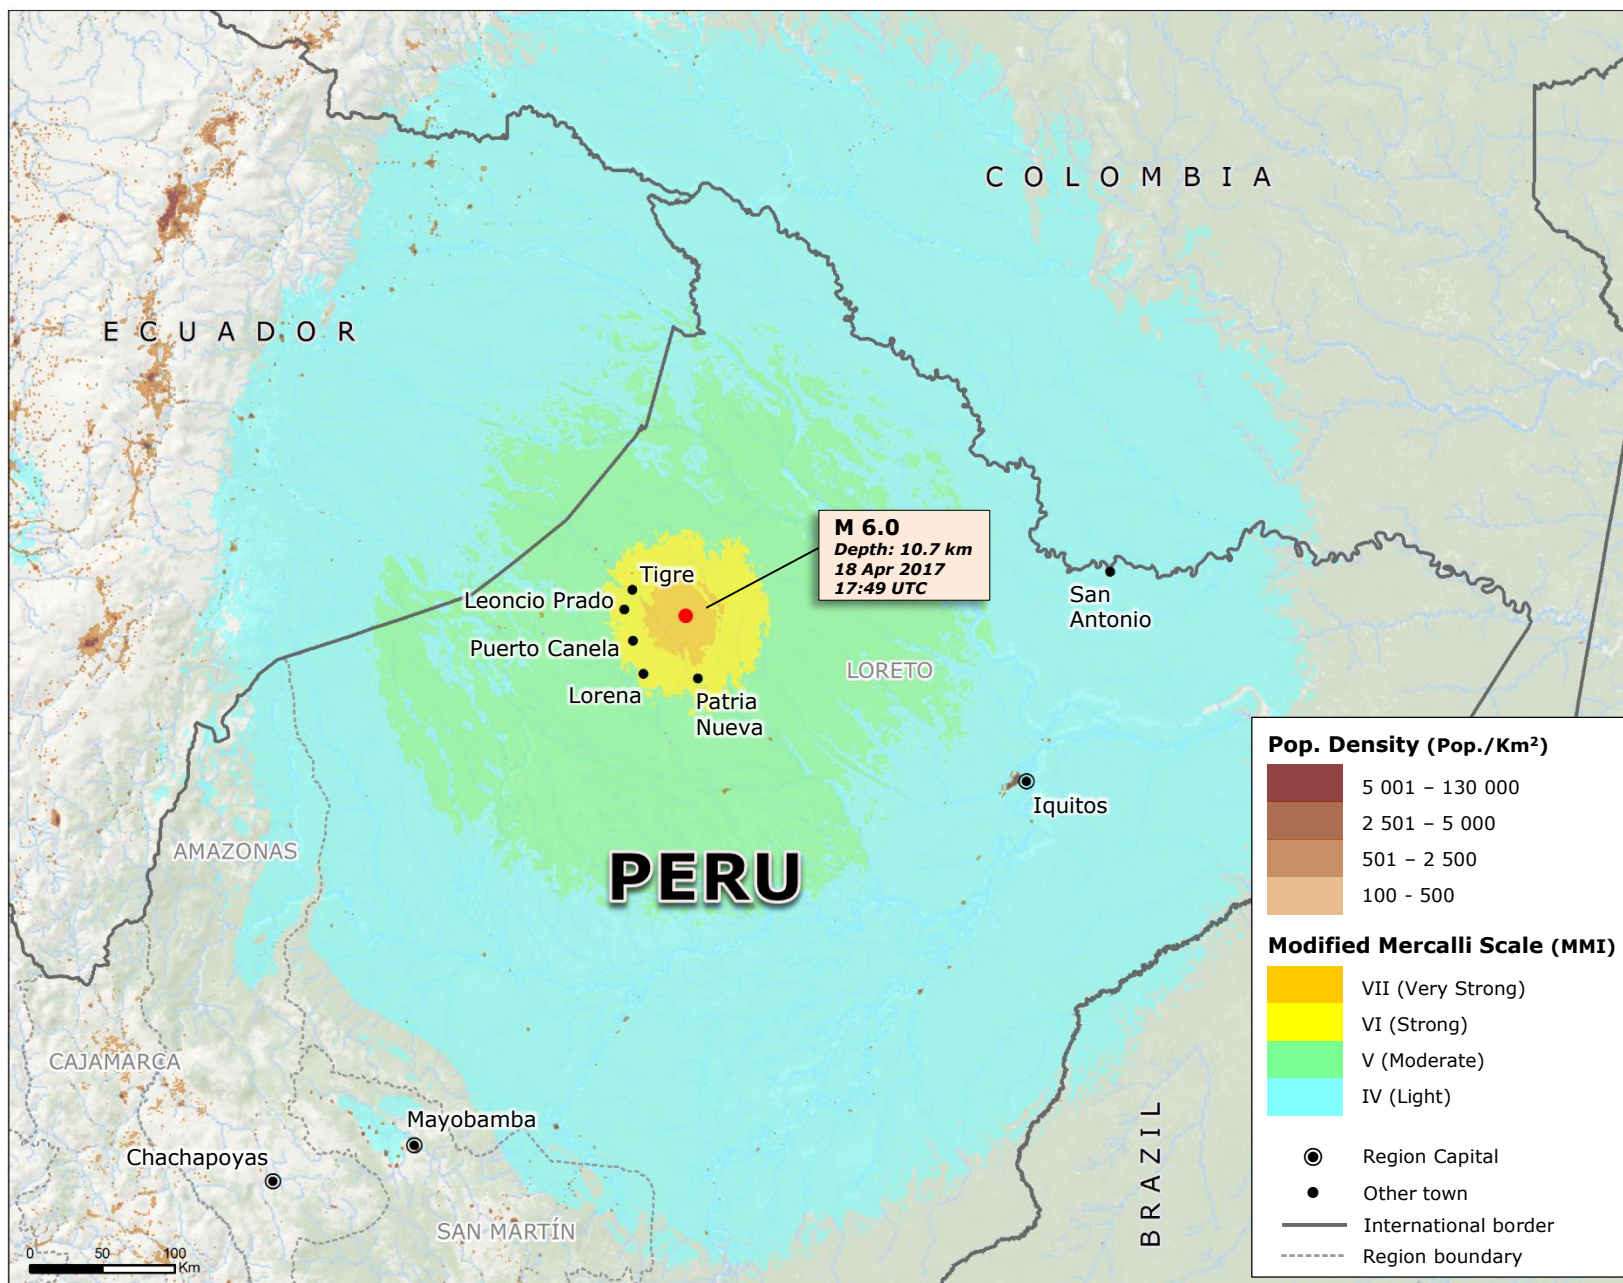 COLOMBIA
ECUADOR
M 6.0
Depth: 10.7 km
18 Apr 2017
17:49 UTC
Tigre
Leoncio Prado
San
Antonio
Puerto Canela
LORETO
Lorena
Patria
Nueva
Iquitos
AMAZONAS
PERU
CAJAMARCA
Mayobamba
Chachapoyas
SAN MARTÍN
BRAZIL
0 50 100
Km
Pop. Density (Pop./Km²)
5 001 – 130 000
2 501 – 5 000
501 – 2 500
100 - 500
Modified Mercalli Scale (MMI)
VII (Very Strong)
VI (Strong)
V (Moderate)
IV (Light)
Region Capital
Other town
International border
Region boundary